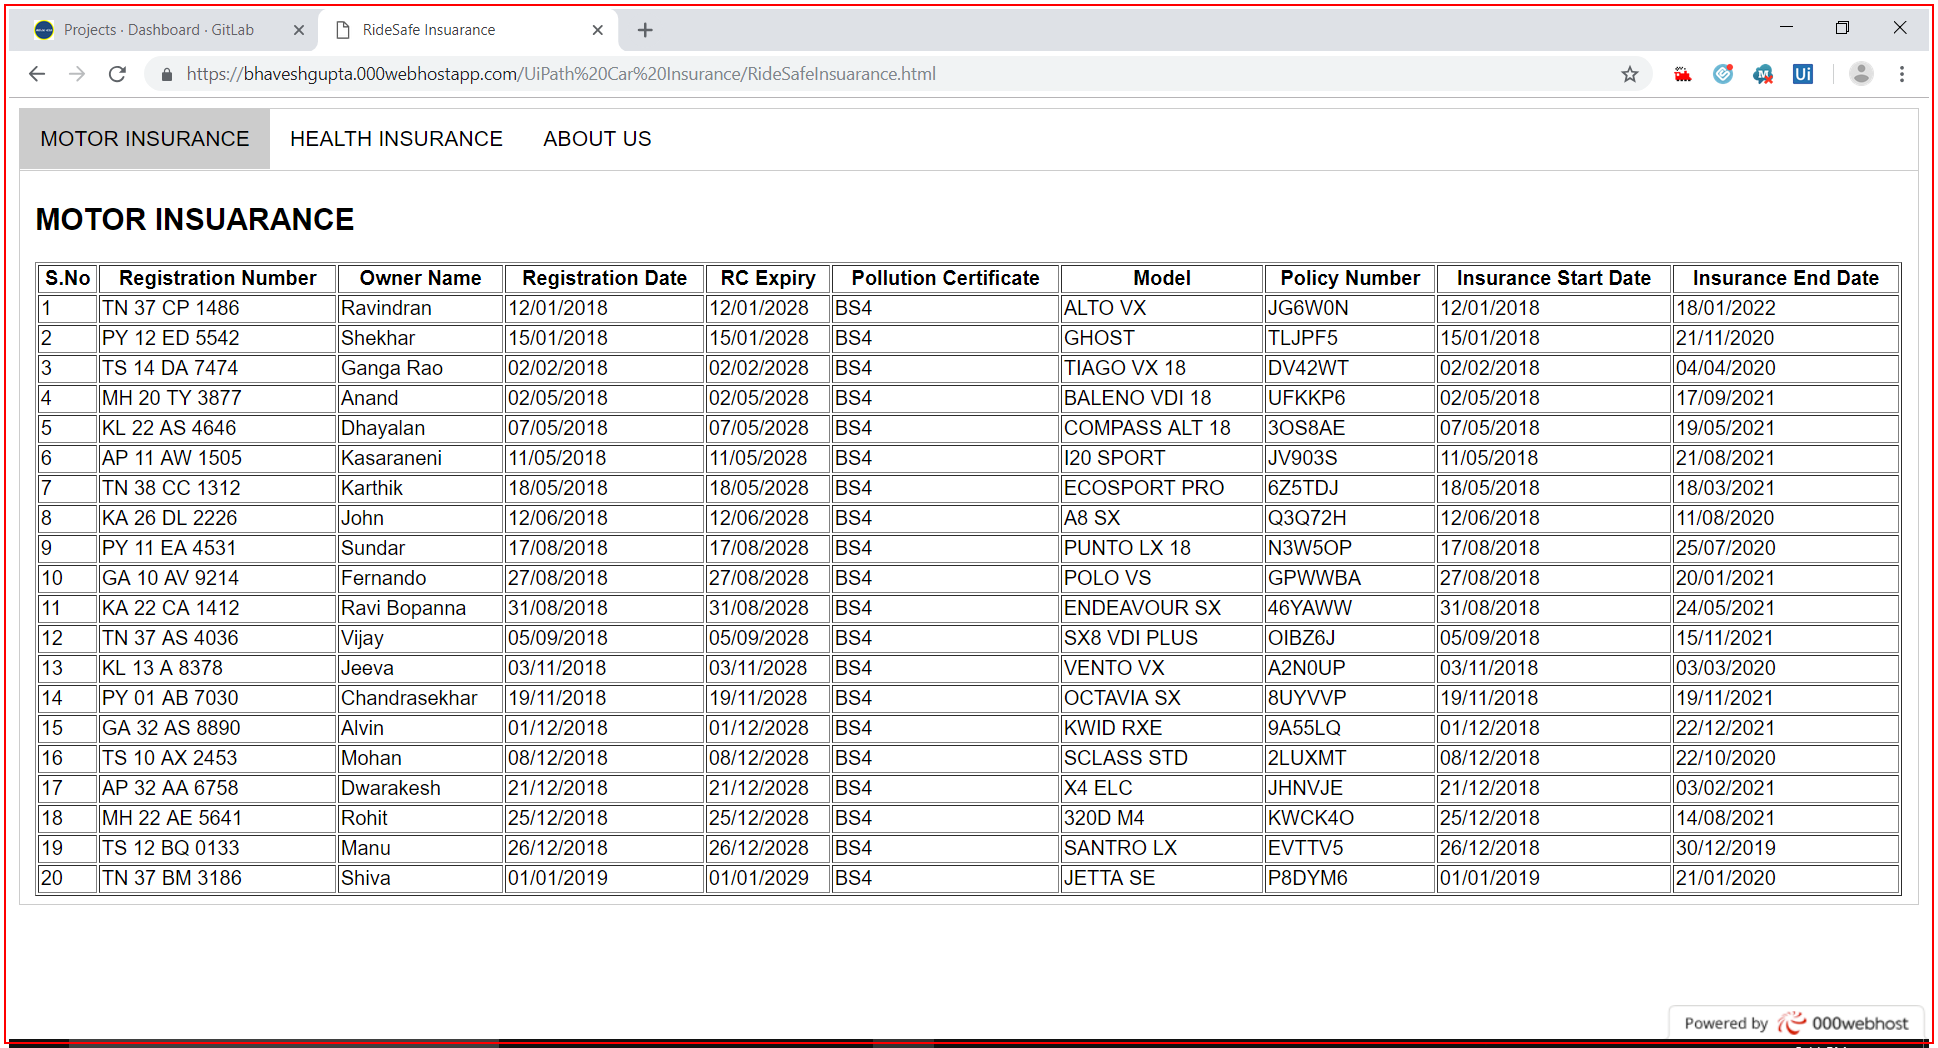 Projects · Dashboard · GitLab
RideSafe Insuarance
https://bhaveshgupta.000webhostapp.com/UiPath%20Car%20Insurance/RideSafeInsuarance.html
MOTOR INSURANCE HEALTH INSURANCE ABOUT US
MOTOR INSUARANCE
S.No Registration Number Owner Name Registration Date RC Expiry Pollution Certificate Model Policy Number Insurance Start Date Insurance End Date
1 TN 37 CP 1486 Ravindran 12/01/2018 12/01/2028 BS4 ALTO VX JG6W0N 12/01/2018 18/01/2022
2 PY 12 ED 5542 Shekhar 15/01/2018 15/01/2028 BS4 GHOST TLJPF5 15/01/2018 21/11/2020
3 TS 14 DA 7474 Ganga Rao 02/02/2018 02/02/2028 BS4 TIAGO VX 18 DV42WT 02/02/2018 04/04/2020
4 MH 20 TY 3877 Anand 02/05/2018 02/05/2028 BS4 BALENO VDI 18 UFKKP6 02/05/2018 17/09/2021
5 KL 22 AS 4646 Dhayalan 07/05/2018 07/05/2028 BS4 COMPASS ALT 18 3OS8AE 07/05/2018 19/05/2021
6 AP 11 AW 1505 Kasaraneni 11/05/2018 11/05/2028 BS4 I20 SPORT JV903S 11/05/2018 21/08/2021
7 TN 38 CC 1312 Karthik 18/05/2018 18/05/2028 BS4 ECOSPORT PRO 6Z5TDJ 18/05/2018 18/03/2021
8 KA 26 DL 2226 John 12/06/2018 12/06/2028 BS4 A8 SX Q3Q72H 12/06/2018 11/08/2020
9 PY 11 EA 4531 Sundar 17/08/2018 17/08/2028 BS4 PUNTO LX 18 N3W5OP 17/08/2018 25/07/2020
10 GA 10 AV 9214 Fernando 27/08/2018 27/08/2028 BS4 POLO VS GPWWBA 27/08/2018 20/01/2021
11 KA 22 CA 1412 Ravi Bopanna 31/08/2018 31/08/2028 BS4 ENDEAVOUR SX 46YAWW 31/08/2018 24/05/2021
12 TN 37 AS 4036 Vijay 05/09/2018 05/09/2028 BS4 SX8 VDI PLUS OIBZ6J 05/09/2018 15/11/2021
13 KL 13 A 8378 Jeeva 03/11/2018 03/11/2028 BS4 VENTO VX A2N0UP 03/11/2018 03/03/2020
14 PY 01 AB 7030 Chandrasekhar 19/11/2018 19/11/2028 BS4 OCTAVIA SX 8UYVVP 19/11/2018 19/11/2021
15 GA 32 AS 8890 Alvin 01/12/2018 01/12/2028 BS4 KWID RXE 9A55LQ 01/12/2018 22/12/2021
16 TS 10 AX 2453 Mohan 08/12/2018 08/12/2028 BS4 SCLASS STD 2LUXMT 08/12/2018 22/10/2020
17 AP 32 AA 6758 Dwarakesh 21/12/2018 21/12/2028 BS4 X4 ELC JHNVJE 21/12/2018 03/02/2021
18 MH 22 AE 5641 Rohit 25/12/2018 25/12/2028 BS4 320D M4 KWCK4O 25/12/2018 14/08/2021
19 TS 12 BQ 0133 Manu 26/12/2018 26/12/2028 BS4 SANTRO LX EVTTV5 26/12/2018 30/12/2019
20 TN 37 BM 3186 Shiva 01/01/2019 01/01/2029 BS4 JETTA SE P8DYM6 01/01/2019 21/01/2020
Powered by 000webhost